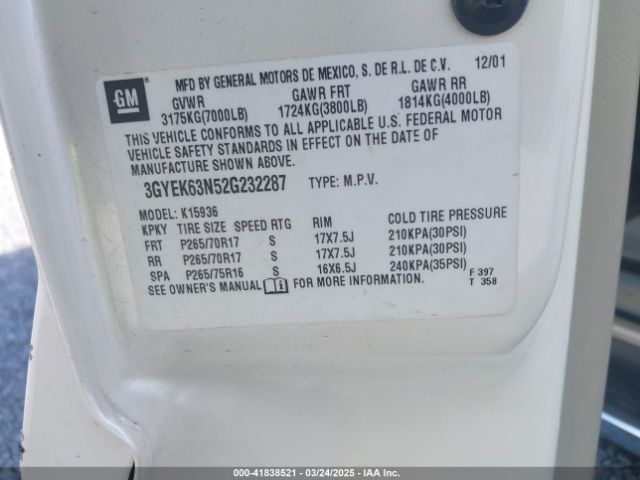 GM
MFD BY GENERAL MOTORS DE MEXICO, S. DE R.L. DE C.V. 12/01
GVWR GAWR FRT GAWR RR
3175KG(7000LB) 1724KG(3800LB) 1814KG(4000LB)
THIS VEHICLE CONFORMS TO ALL APPLICABLE U.S. FEDERAL MOTOR
VEHICLE SAFETY STANDARDS IN EFFECT ON THE DATE OF
MANUFACTURE SHOWN ABOVE.
3GYEK63N52G232287 TYPE: M.P.V.
MODEL: K15936
KPKY TIRE SIZE SPEED RTG RIM COLD TIRE PRESSURE
FRT P265/70R17 S 17X7.5J 210KPA(30PSI)
RR P265/70R17 S 17X7.5J 210KPA(30PSI)
SPA P265/75R16 S 16X6.5J 240KPA(35PSI)
SEE OWNER'S MANUAL FOR MORE INFORMATION.
F 397
T 358
000-41838521 - 03/24/2025 - IAA Inc.